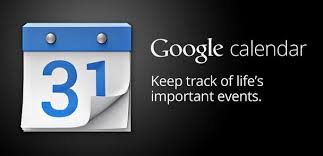 31
Google calendar
Keep track of life's
important events.